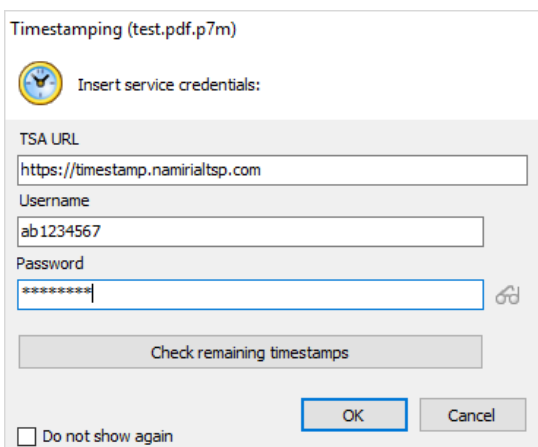 Timestamping (test.pdf.p7m)
Insert service credentials:
TSA URL
https://timestamp.namirialtsp.com
Username
ab1234567
Password
********
Check remaining timestamps
OK Cancel
Do not show again